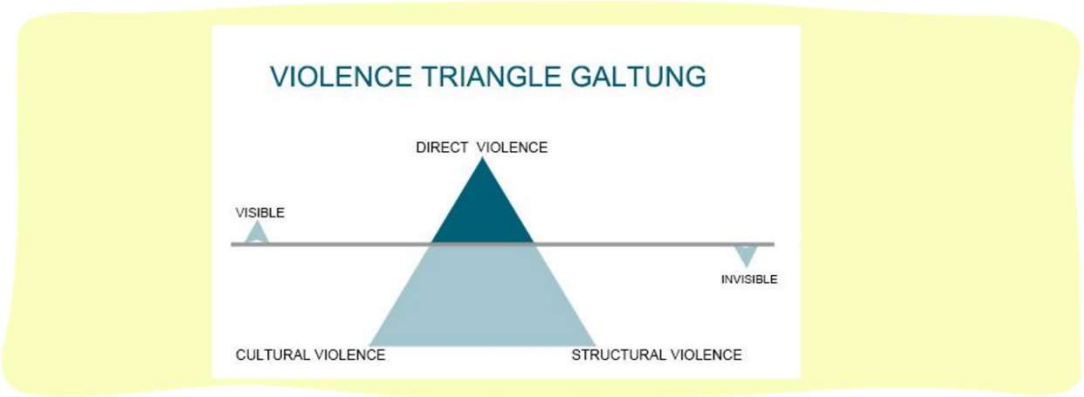 VIOLENCE TRIANGLE GALTUNG
DIRECT VIOLENCE
VISIBLE
INVISIBLE
CULTURAL VIOLENCE
STRUCTURAL VIOLENCE